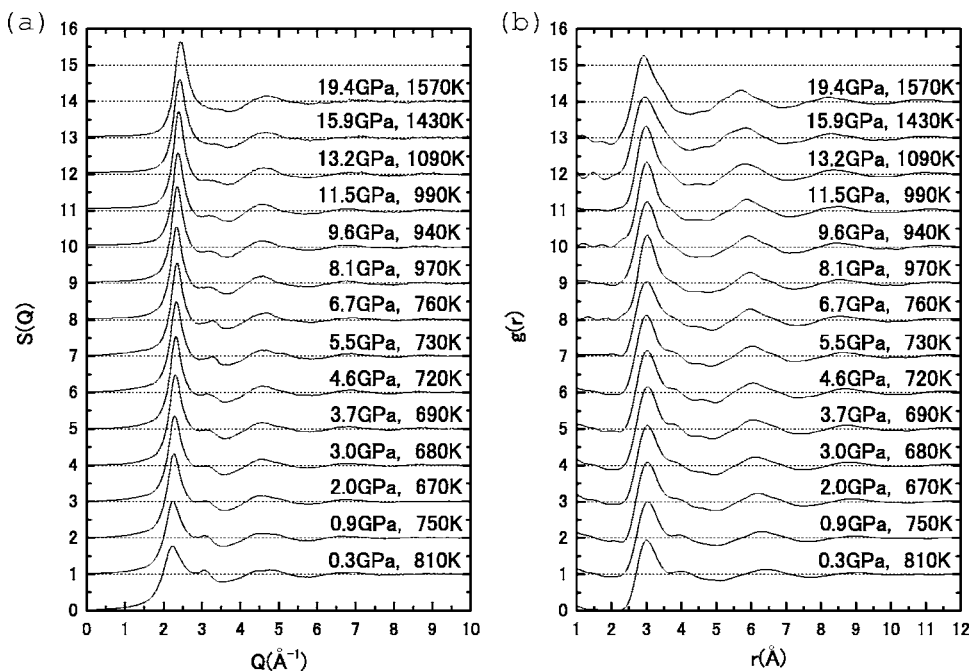 (a)
16
15
14
13
12
11
10
9
8
7
6
5
4
3
2
1
0
S(Q)
19.4GPa, 1570K
15.9GPa, 1430K
13.2GPa, 1090K
11.5GPa, 990K
9.6GPa, 940K
8.1GPa, 970K
6.7GPa, 760K
5.5GPa, 730K
4.6GPa, 720K
3.7GPa, 690K
3.0GPa, 680K
2.0GPa, 670K
0.9GPa, 750K
0.3GPa, 810K
0 1 2 3 4 5 6 7 8 9 10
Q(Å⁻¹)
(b)
16
15
14
13
12
11
10
9
8
7
6
5
4
3
2
1
0
g(r)
19.4GPa, 1570K
15.9GPa, 1430K
13.2GPa, 1090K
11.5GPa, 990K
9.6GPa, 940K
8.1GPa, 970K
6.7GPa, 760K
5.5GPa, 730K
4.6GPa, 720K
3.7GPa, 690K
3.0GPa, 680K
2.0GPa, 670K
0.9GPa, 750K
0.3GPa, 810K
1 2 3 4 5 6 7 8 9 10 11 12
r(Å)